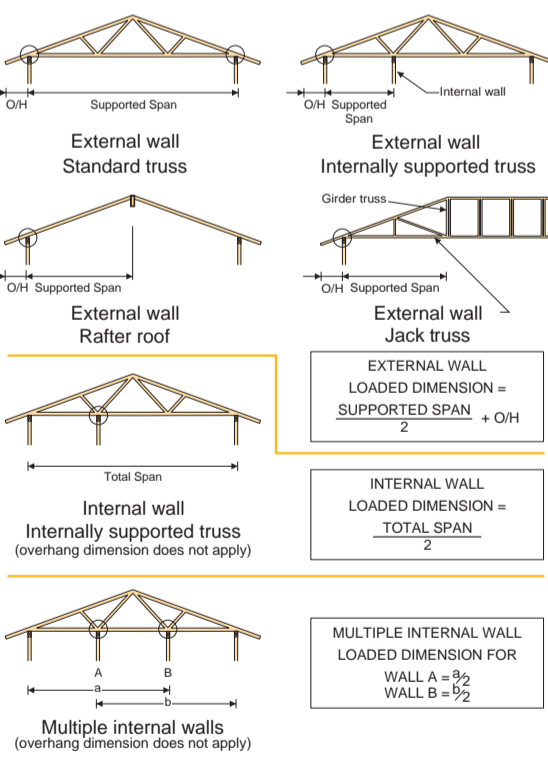 O/H
Supported Span
External wall
Standard truss
O/H Supported
Span
Internal wall
External wall
Internally supported truss
O/H Supported Span
External wall
Rafter roof
Girder truss
O/H Supported Span
External wall
Jack truss
EXTERNAL WALL
LOADED DIMENSION =
SUPPORTED SPAN
2
+ O/H
Total Span
Internal wall
Internally supported truss
(overhang dimension does not apply)
INTERNAL WALL
LOADED DIMENSION =
TOTAL SPAN
2
A
B
a
b
Multiple internal walls
(overhang dimension does not apply)
MULTIPLE INTERNAL WALL
LOADED DIMENSION FOR
WALL A = a/2
WALL B = b/2